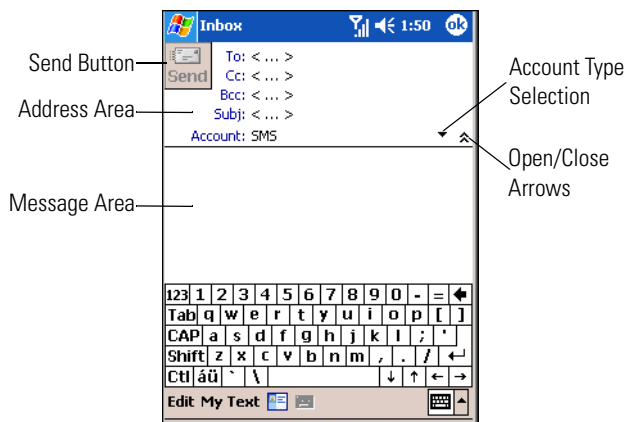 Inbox 1:50 ok
Send Button
Send
To: < ... >
Cc: < ... >
Address Area
Bcc: < ... >
Subj: < ... >
Account: SMS
Account Type
Selection
Open/Close
Arrows
Message Area
123 1 2 3 4 5 6 7 8 9 0 - =
Tab q w e r t y u i o p [ ]
CAP a s d f g h j k l ; '
Shift z x c v b n m , . /
Ctl áü ` \ ↓ ↑ ← →
Edit My Text